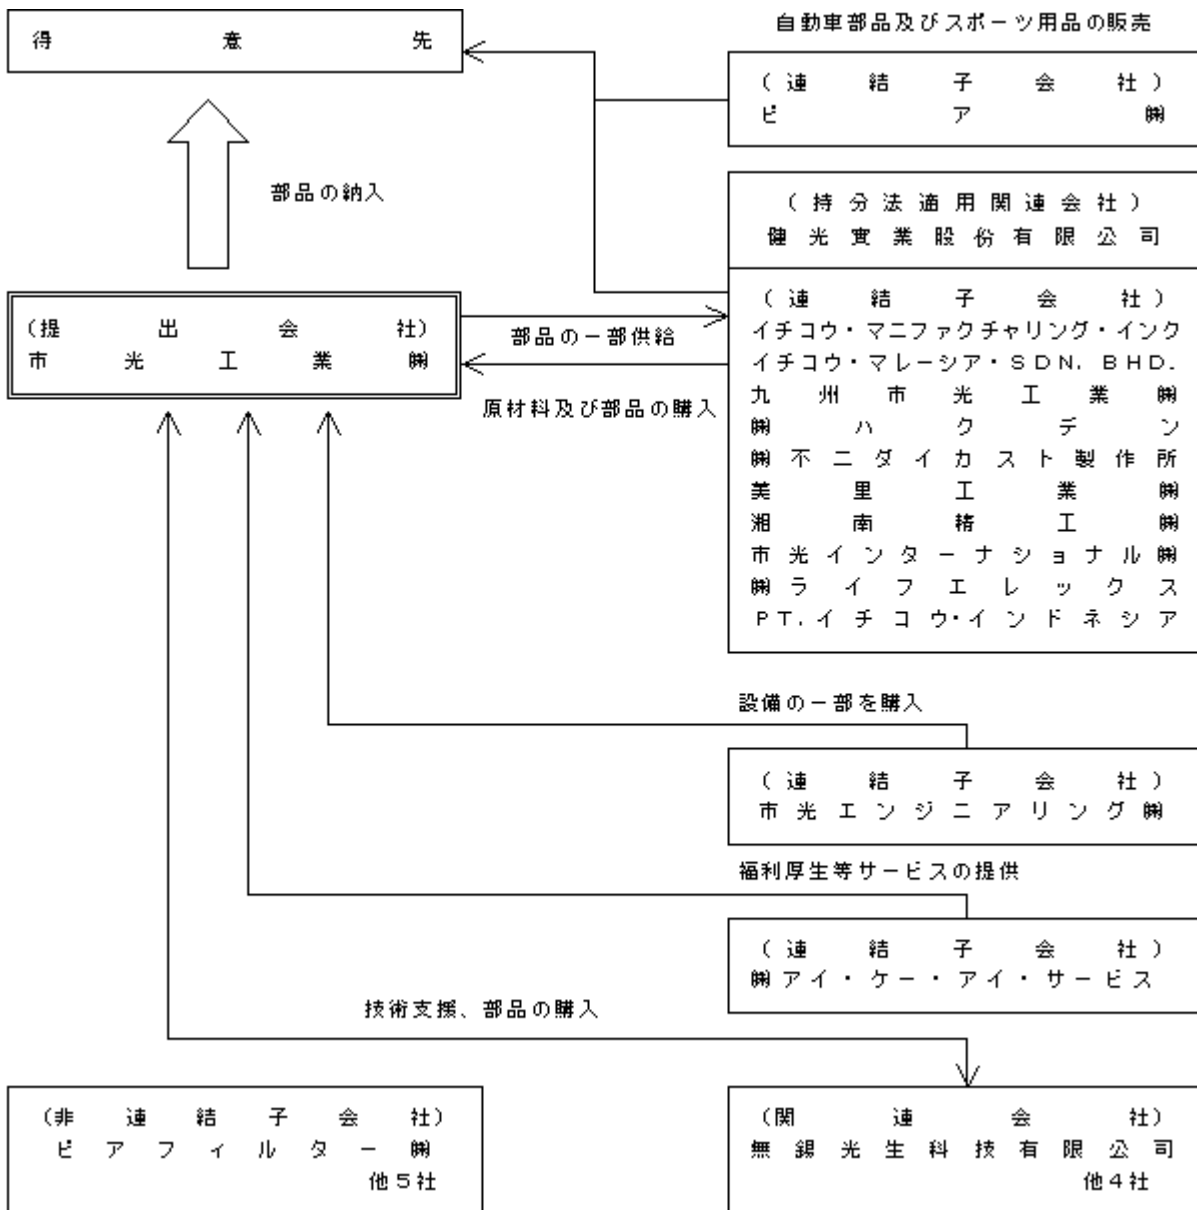 得意先
自動車部品及びスポーツ用品の販売
(連結子会社)
ピア㈱
部品の納入
(持分法適用関連会社)
健光實業股份有限公司
(提出会社)
市光工業㈱
部品の一部供給
原材料及び部品の購入
(連結子会社)
イチコウ・マニファクチャリング・インク
イチコウ・マレーシア・SDN.BHD.
九州市光工業㈱
㈱ハクデン
㈱不二ダイカスト製作所
美里工業㈱
湘南精工㈱
市光インターナショナル㈱
㈱ライフエレックス
PT.イチコウ・インドネシア
設備の一部を購入
(連結子会社)
市光エンジニアリング㈱
福利厚生等サービスの提供
(連結子会社)
㈱アイ・ケー・アイ・サービス
技術支援、部品の購入
(非連結子会社)
ピアフィルター㈱
他5社
(関連会社)
無錫光生科技有限公司
他4社